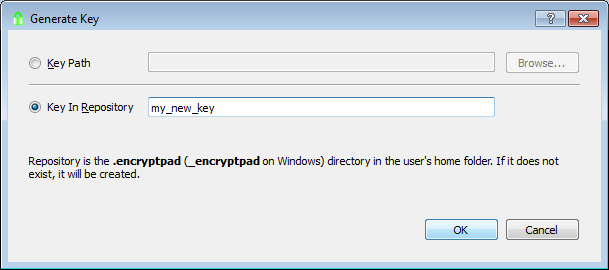 Generate Key
?
Key Path
Browse...
Key In Repository
my_new_key
Repository is the .encryptpad (_encryptpad on Windows) directory in the user's home folder. If it does
not exist, it will be created.
OK
Cancel